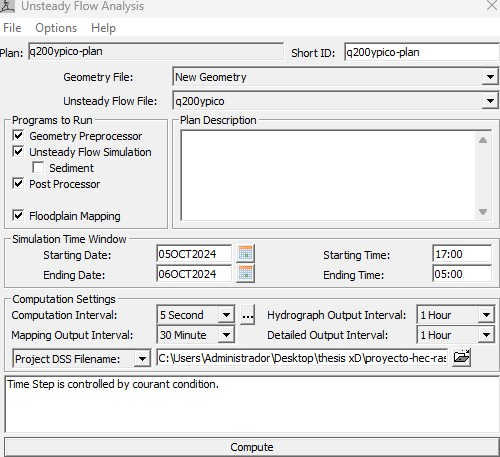 Unsteady Flow Analysis
File Options Help
Plan: q200ypico-plan Short ID: q200ypico-plan
Geometry File: New Geometry
Unsteady Flow File: q200ypico
Programs to Run
Geometry Preprocessor
Unsteady Flow Simulation
Sediment
Post Processor
Floodplain Mapping
Plan Description
Simulation Time Window
Starting Date: 05OCT2024 Starting Time: 17:00
Ending Date: 06OCT2024 Ending Time: 05:00
Computation Settings
Computation Interval: 5 Second ... Hydrograph Output Interval: 1 Hour
Mapping Output Interval: 30 Minute Detailed Output Interval: 1 Hour
Project DSS Filename: C:\Users\Administrador\Desktop\thesis xD\proyecto-hec-ras
Time Step is controlled by courant condition.
Compute